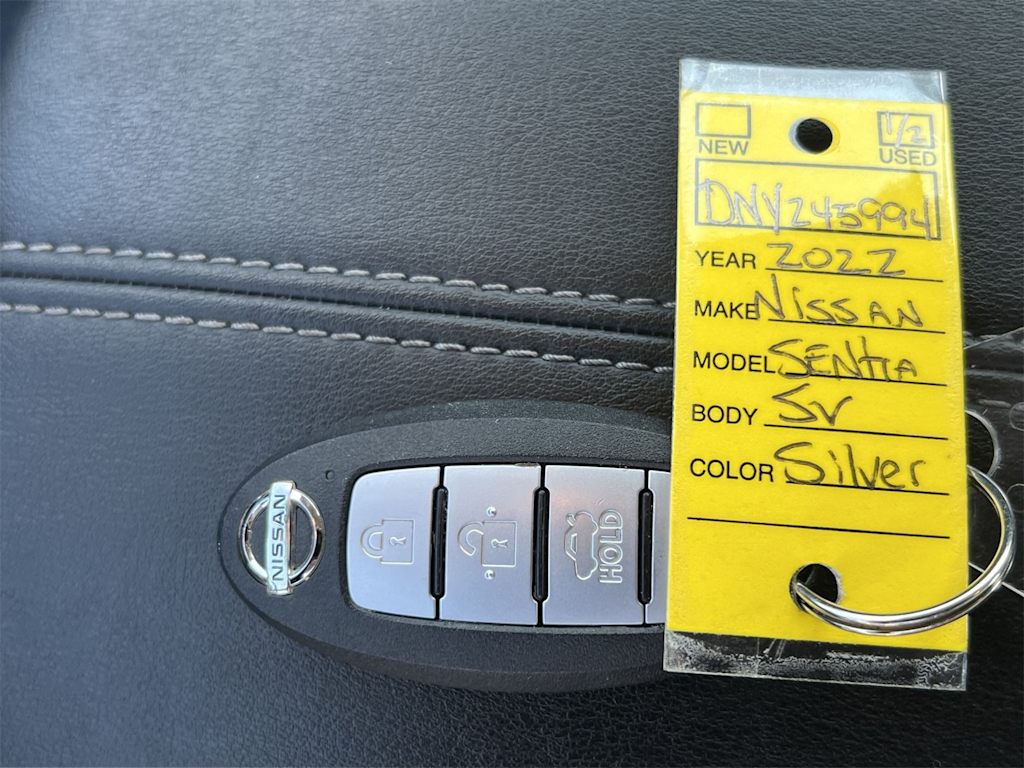 NEW
1/2
USED
DNY245994
YEAR 2022
MAKE NISSAN
MODEL SENTRA
BODY SV
COLOR Silver
NISSAN
HOLD